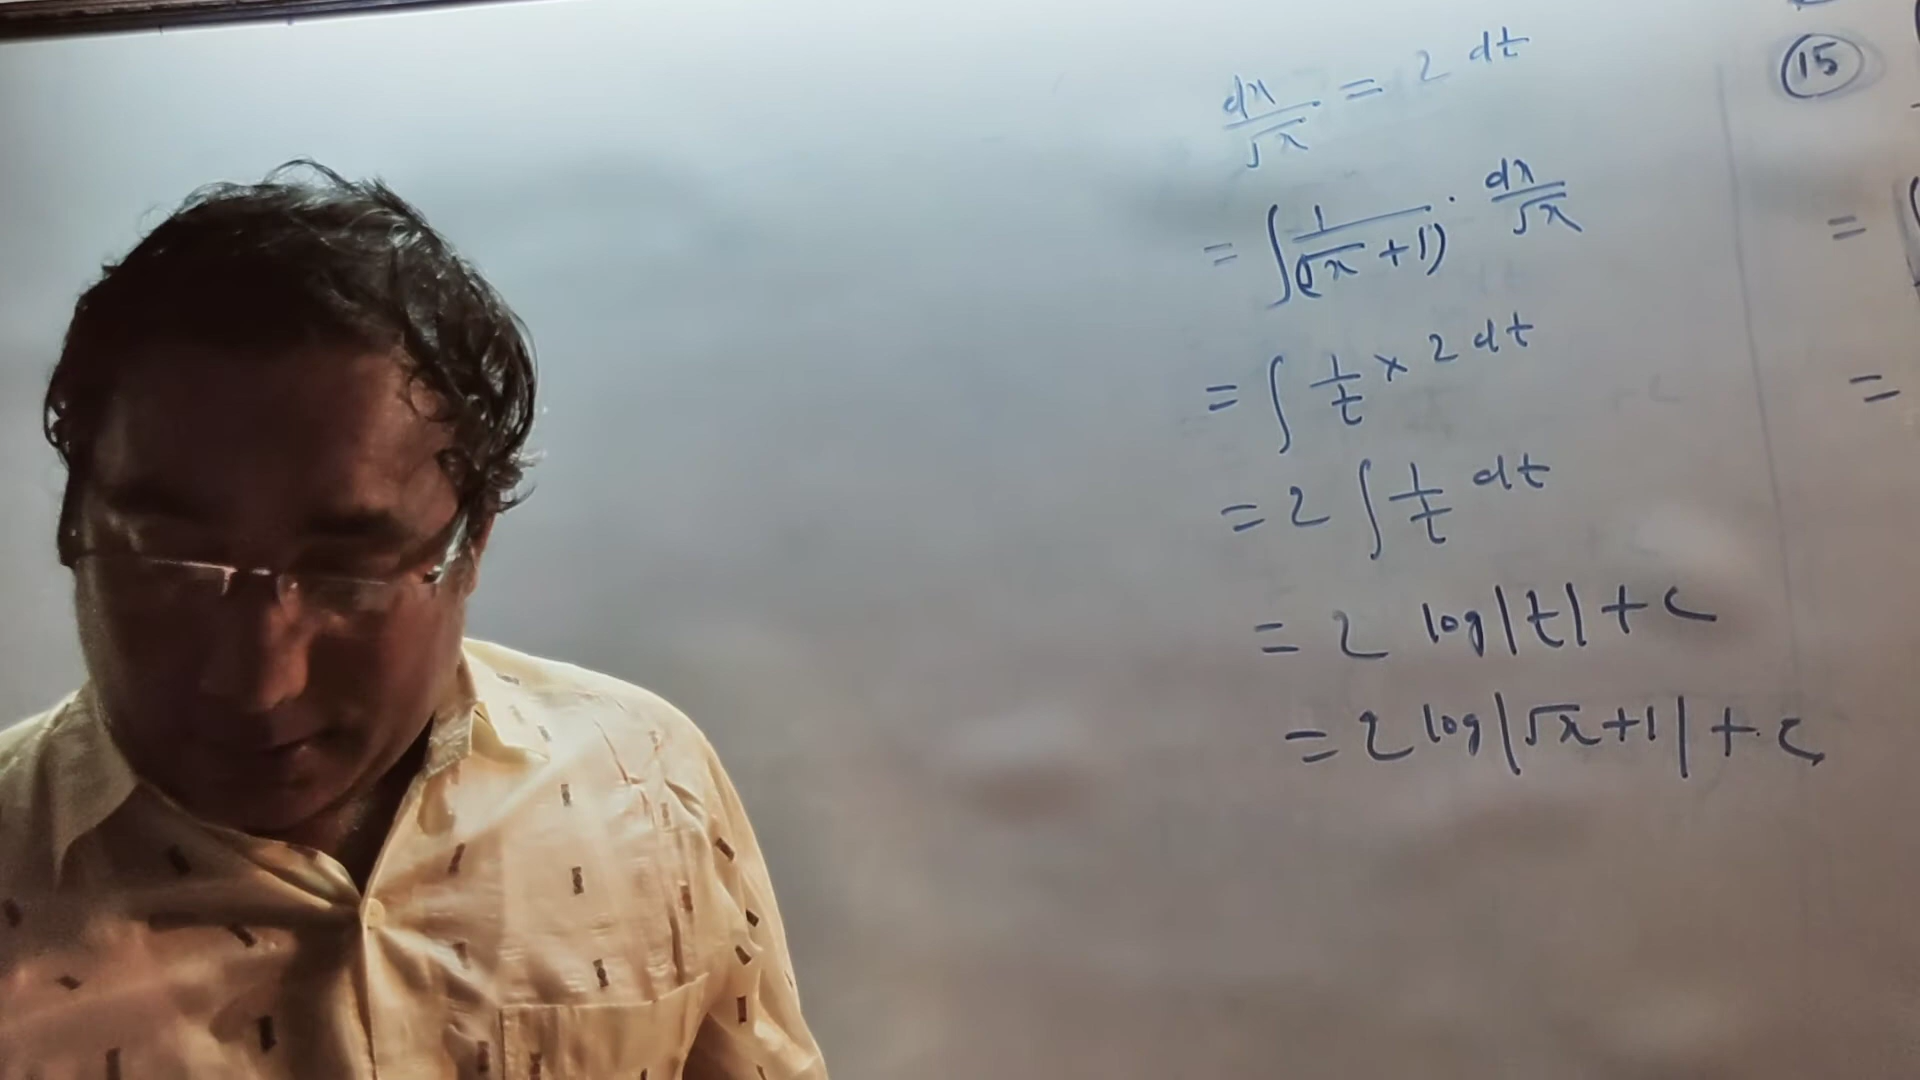 dx/√x = 2 dt
= ∫ 1/(√x + 1) · dx/√x
= ∫ 1/t × 2 dt
= 2 ∫ 1/t dt
= 2 log|t| + c
= 2 log|√x + 1| + c
15
=
=